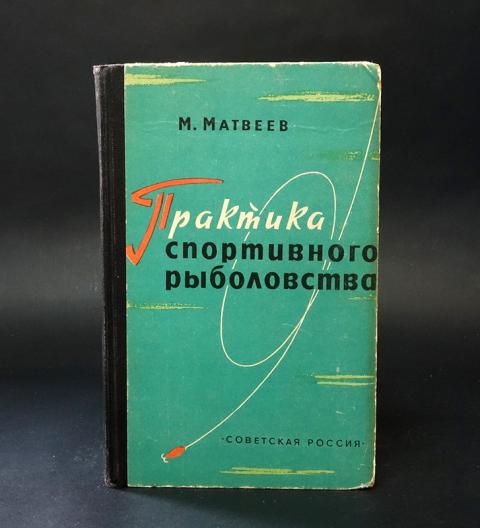 М. Матвеев
Практика
спортивного
рыболовства
·СОВЕТСКАЯ РОССИЯ·